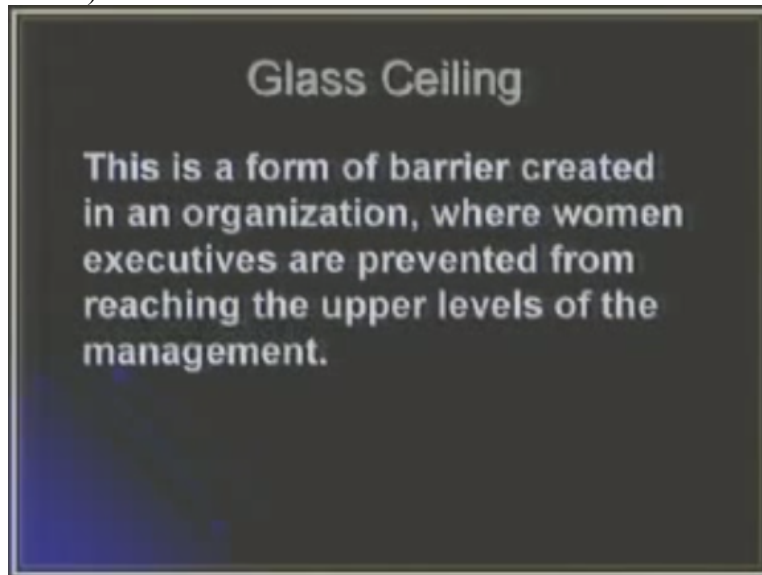 Glass Ceiling
This is a form of barrier created
in an organization, where women
executives are prevented from
reaching the upper levels of the
management.